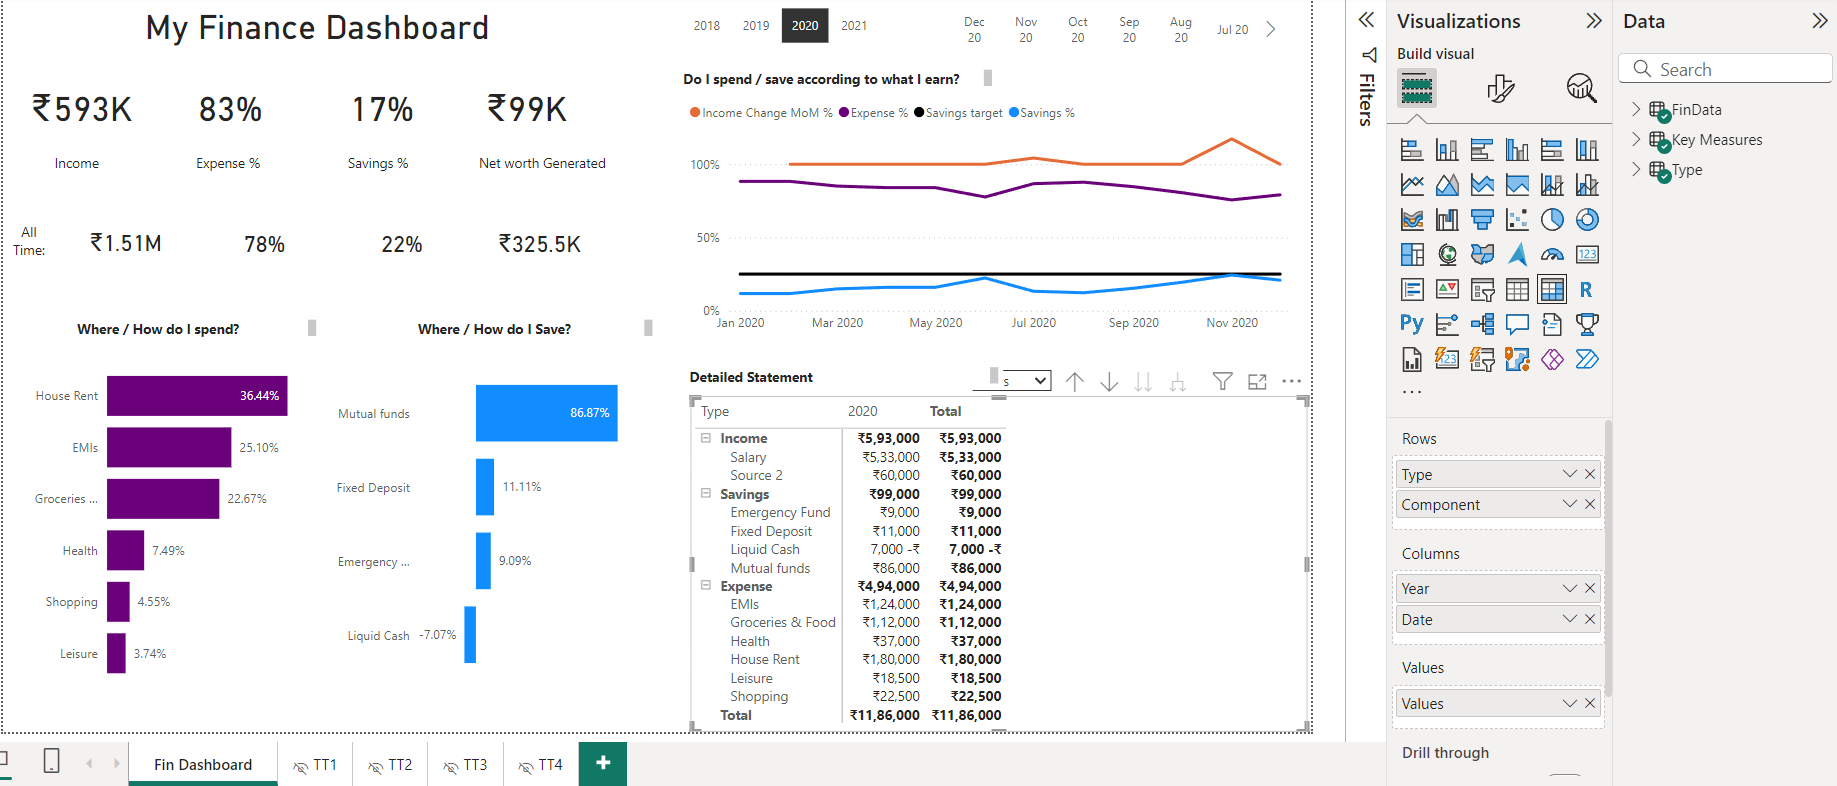 My Finance Dashboard
₹593K
83%
17%
₹99K
Income
Expense %
Savings %
Net worth Generated
All Time:
₹1.51M
78%
22%
₹325.5K
Where / How do I spend?
House Rent 36.44%
EMIs 25.10%
Groceries ... 22.67%
Health 7.49%
Shopping 4.55%
Leisure 3.74%
Where / How do I Save?
Mutual funds 86.87%
Fixed Deposit 11.11%
Emergency ... 9.09%
Liquid Cash -7.07%
2018 2019 2020 2021
Dec 20 Nov 20 Oct 20 Sep 20 Aug 20 Jul 20
Do I spend / save according to what I earn?
Income Change MoM % Expense % Savings target Savings %
100%
50%
0%
Jan 2020 Mar 2020 May 2020 Jul 2020 Sep 2020 Nov 2020
Detailed Statement
s
Type 2020 Total
Income ₹5,93,000 ₹5,93,000
Salary ₹5,33,000 ₹5,33,000
Source 2 ₹60,000 ₹60,000
Savings ₹99,000 ₹99,000
Emergency Fund ₹9,000 ₹9,000
Fixed Deposit ₹11,000 ₹11,000
Liquid Cash 7,000 -₹ 7,000 -₹
Mutual funds ₹86,000 ₹86,000
Expense ₹4,94,000 ₹4,94,000
EMIs ₹1,24,000 ₹1,24,000
Groceries & Food ₹1,12,000 ₹1,12,000
Health ₹37,000 ₹37,000
House Rent ₹1,80,000 ₹1,80,000
Leisure ₹18,500 ₹18,500
Shopping ₹22,500 ₹22,500
Total ₹11,86,000 ₹11,86,000
Fin Dashboard TT1 TT2 TT3 TT4
Filters
Visualizations
Build visual
123
R
Py
123
Rows
Type
Component
Columns
Year
Date
Values
Values
Drill through
Data
Search
FinData
Key Measures
Type